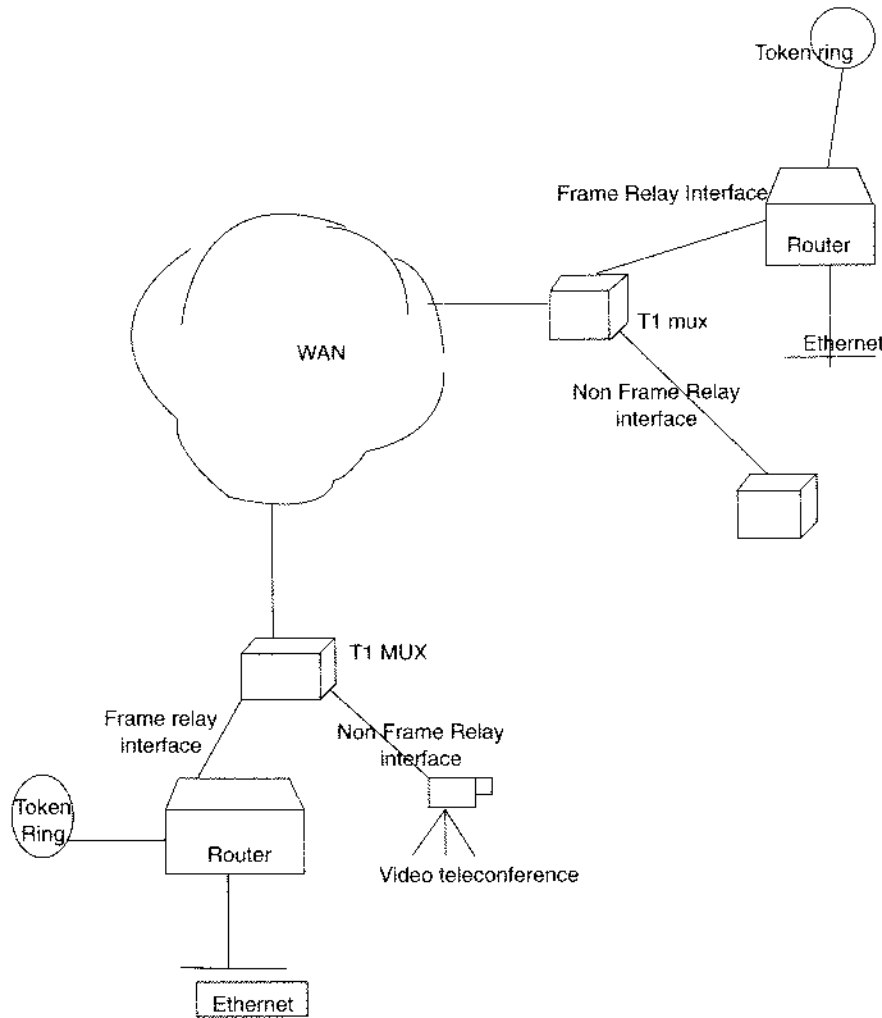 Token ring
Frame Relay Interface
Router
T1 mux
WAN
Ethernet
Non Frame Relay
interface
T1 MUX
Frame relay
interface
Non Frame Relay
interface
Token
Ring
Router
Video teleconference
Ethernet